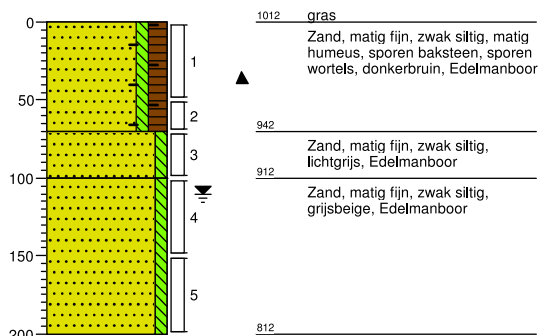 0
50
100
150
200
1
2
3
4
5
1012 gras
Zand, matig fijn, zwak siltig, matig
humeus, sporen baksteen, sporen
wortels, donkerbruin, Edelmanboor
942
Zand, matig fijn, zwak siltig,
lichtgrijs, Edelmanboor
912
Zand, matig fijn, zwak siltig,
grijsbeige, Edelmanboor
812